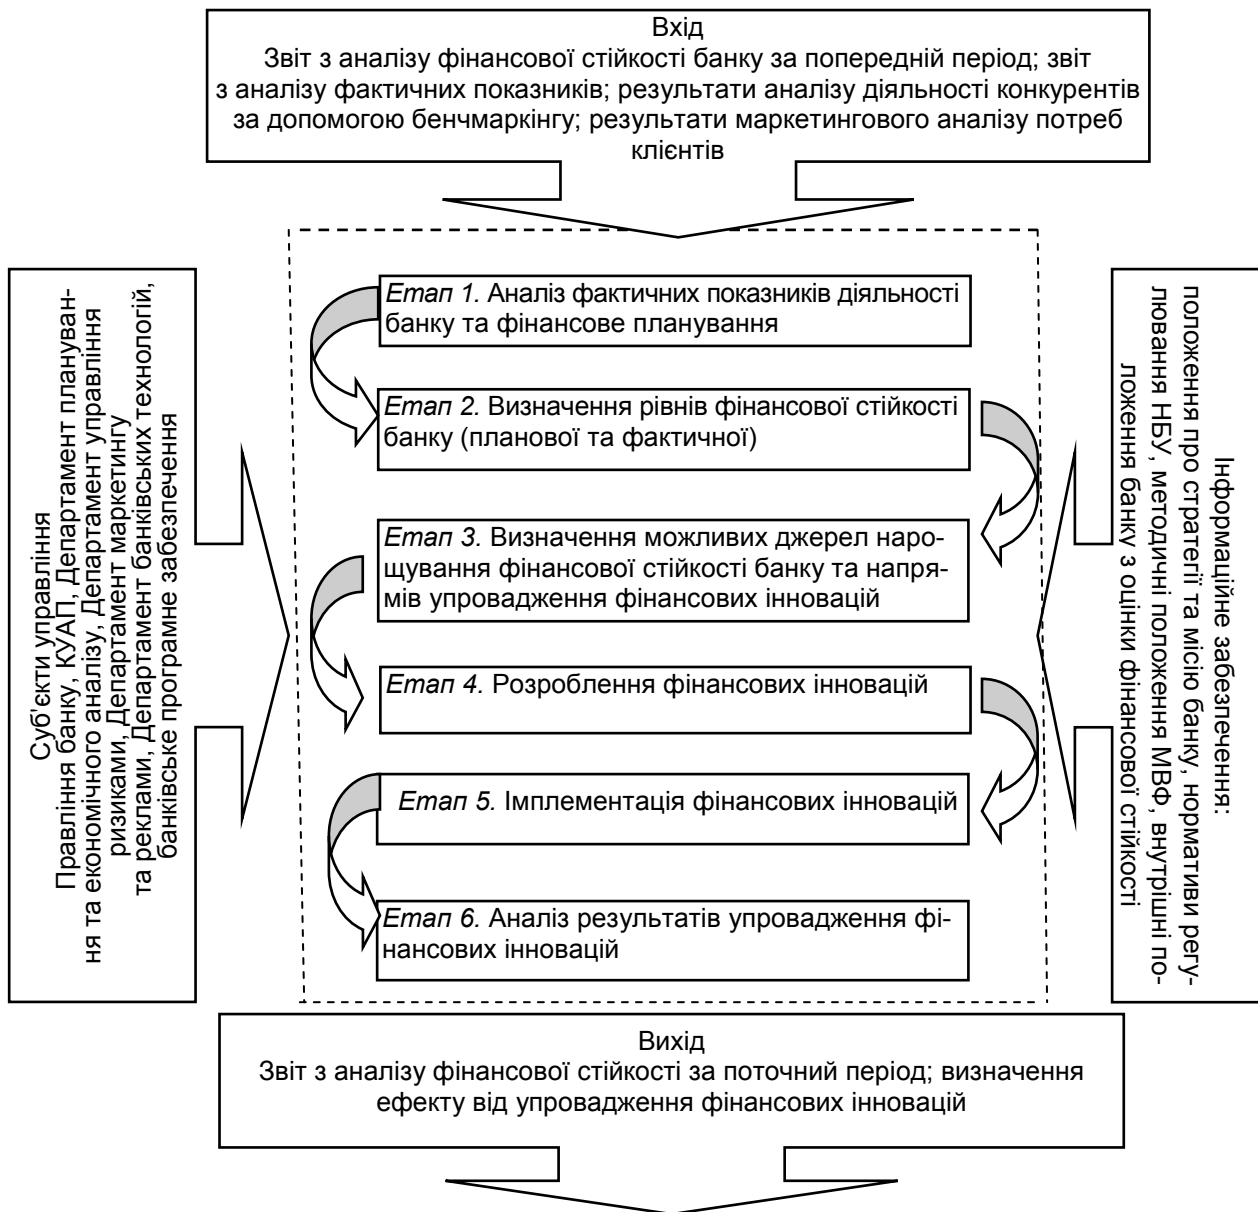 Вхід
Звіт з аналізу фінансової стійкості банку за попередній період; звіт
з аналізу фактичних показників; результати аналізу діяльності конкурентів
за допомогою бенчмаркінгу; результати маркетингового аналізу потреб
клієнтів
Суб'єкти управління
Правління банку, КУАП, Департамент плануван-
ня та економічного аналізу, Департамент управління
ризиками, Департамент маркетингу
та реклами, Департамент банківських технологій,
банківське програмне забезпечення
Етап 1. Аналіз фактичних показників діяльності
банку та фінансове планування
Етап 2. Визначення рівнів фінансової стійкості
банку (планової та фактичної)
Етап 3. Визначення можливих джерел наро-
щування фінансової стійкості банку та напря-
мів упровадження фінансових інновацій
Етап 4. Розроблення фінансових інновацій
Етап 5. Імплементація фінансових інновацій
Етап 6. Аналіз результатів упровадження фі-
нансових інновацій
Інформаційне забезпечення:
положення про стратегії та місію банку, нормативи регу-
лювання НБУ, методичні положення МВФ, внутрішні по-
ложення банку з оцінки фінансової стійкості
Вихід
Звіт з аналізу фінансової стійкості за поточний період; визначення
ефекту від упровадження фінансових інновацій